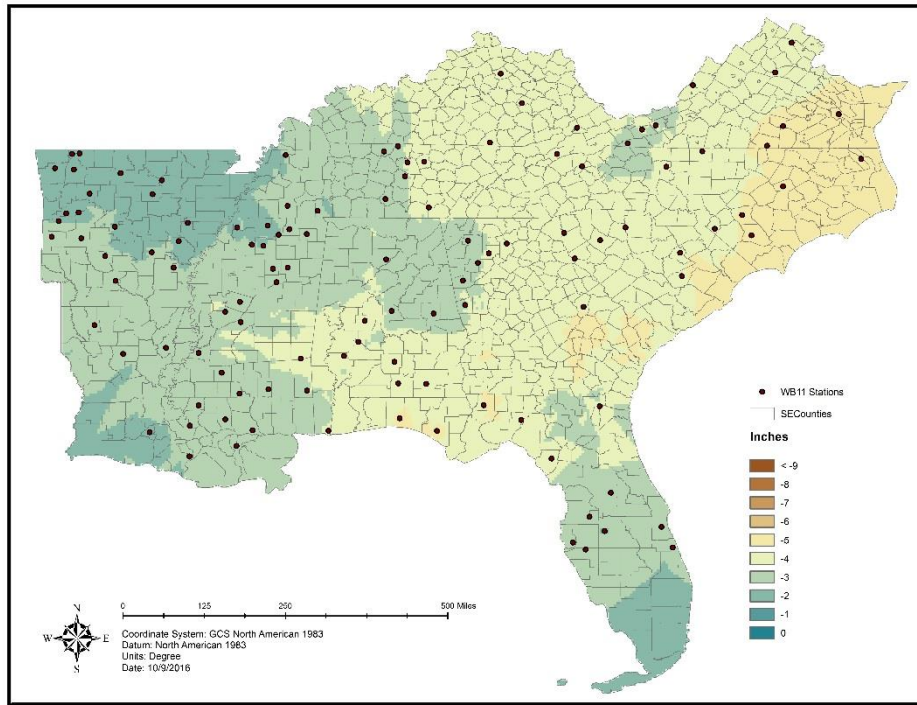 WB11 Stations
SECounties
Inches
< -9
-8
-7
-6
-5
-4
-3
-2
-1
0
0 125 250 500 Miles
N
W E
S
Coordinate System: GCS North American 1983
Datum: North American 1983
Units: Degree
Date: 10/9/2016